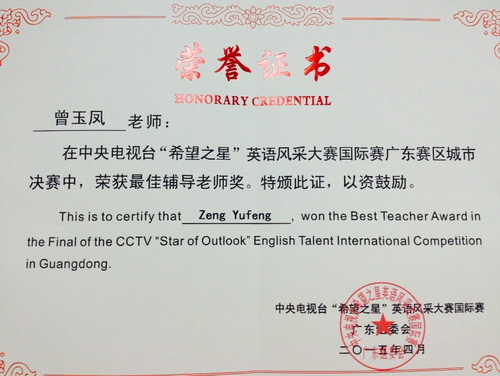 荣誉证书
HONORARY CREDENTIAL
曾玉凤 老师：
在中央电视台“希望之星”英语风采大赛国际赛广东赛区城市
决赛中，荣获最佳辅导老师奖。特颁此证，以资鼓励。
This is to certify that Zeng Yufeng , won the Best Teacher Award in
the Final of the CCTV “Star of Outlook” English Talent International Competition
in Guangdong.
中央电视台“希望之星”英语风采大赛国际赛
广东组委会
二〇一五年四月